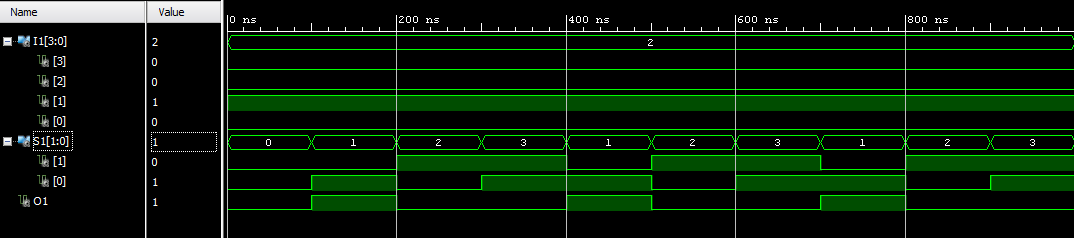 Name Value 0 ns 200 ns 400 ns 600 ns 800 ns
I1[3:0] 2 2
[3] 0
[2] 0
[1] 1
[0] 0
S1[1:0] 1 0 1 2 3 1 2 3 1 2 3
[1] 0
[0] 1
O1 1